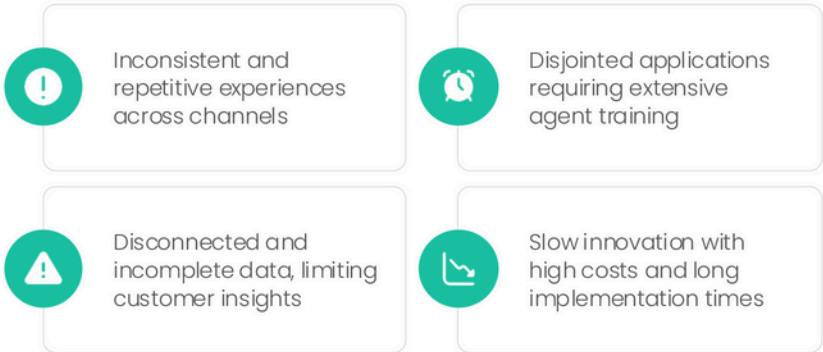 Inconsistent and
repetitive experiences
across channels
Disjointed applications
requiring extensive
agent training
Disconnected and
incomplete data, limiting
customer insights
Slow innovation with
high costs and long
implementation times